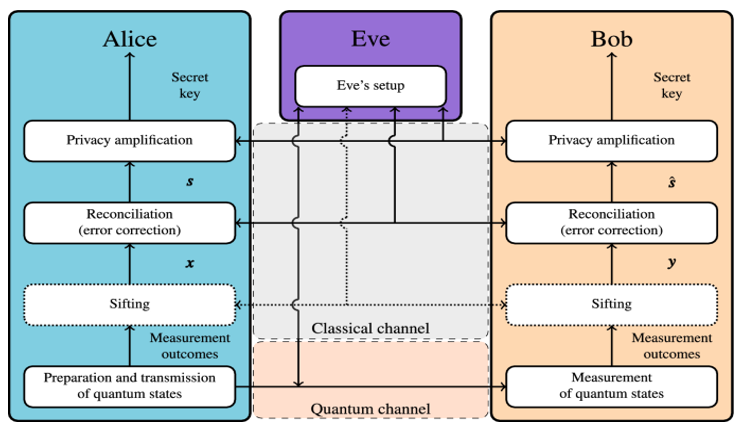 Alice
Secret
key
Privacy amplification
s
Reconciliation
(error correction)
x
Sifting
Measurement
outcomes
Preparation and transmission
of quantum states
Eve
Eve's setup
Classical channel
Quantum channel
Bob
Secret
key
Privacy amplification
ŝ
Reconciliation
(error correction)
y
Sifting
Measurement
outcomes
Measurement
of quantum states